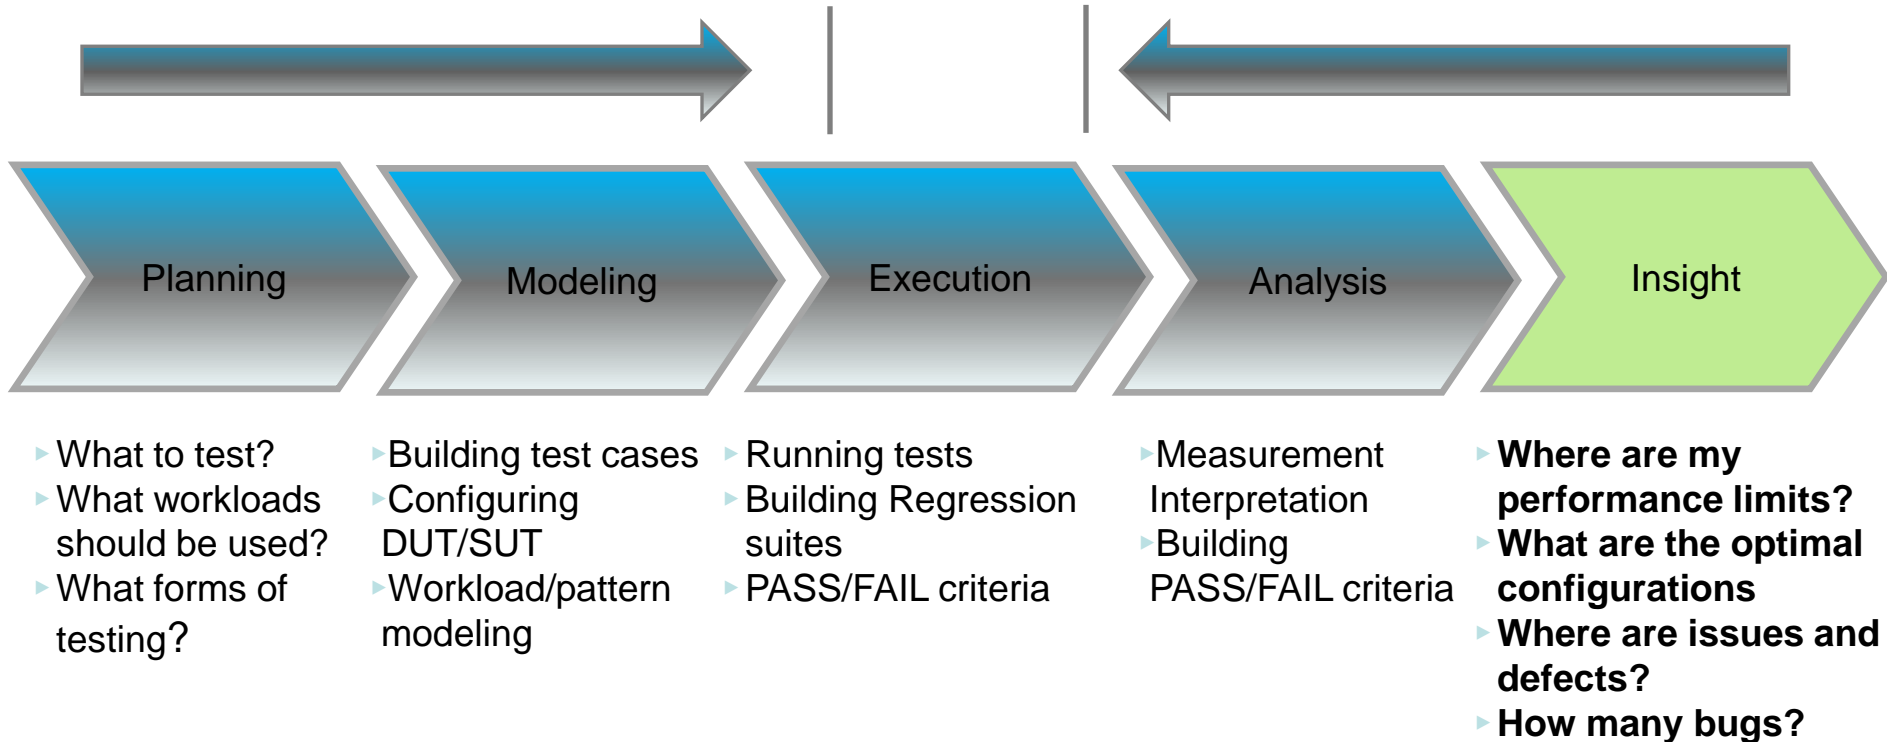 Planning
Modeling
Execution
Analysis
Insight
▸ What to test?
▸ What workloads
should be used?
▸ What forms of
testing?
▸Building test cases
▸Configuring
DUT/SUT
▸Workload/pattern
modeling
▸ Running tests
▸ Building Regression
suites
▸ PASS/FAIL criteria
▸Measurement
Interpretation
▸Building
PASS/FAIL criteria
▸ Where are my
performance limits?
▸ What are the optimal
configurations
▸ Where are issues and
defects?
▸ How many bugs?